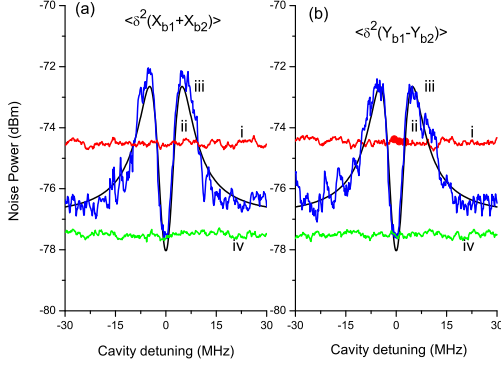 (a)
<δ²(X_b1+X_b2)>
(b)
<δ²(Y_b1-Y_b2)>
Noise Power (dBm)
-70
-72
-74
-76
-78
-80
iii
ii
i
iv
-30 -15 0 15 30
Cavity detuning (MHz)
-70
-72
-74
-76
-78
-80
iii
ii
i
iv
-30 -15 0 15 30
Cavity detuning (MHz)